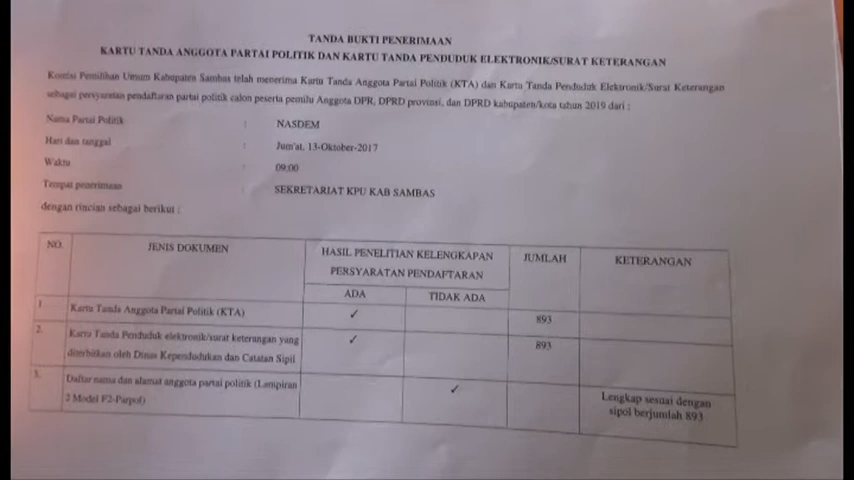 TANDA BUKTI PENERIMAAN
KARTU TANDA ANGGOTA PARTAI POLITIK DAN KARTU TANDA PENDUDUK ELEKTRONIK/SURAT KETERANGAN
Komisi Pemilihan Umum Kabupaten Sambas telah menerima Kartu Tanda Anggota Partai Politik (KTA) dan Kartu Tanda Penduduk Elektronik/Surat Keterangan
sebagai persyaratan pendaftaran partai politik calon peserta pemilu Anggota DPR, DPRD provinsi, dan DPRD kabupaten/kota tahun 2019 dari :
Nama Partai Politik : NASDEM
Hari dan tanggal : Jum'at, 13-Oktober-2017
Waktu : 09:00
Tempat penerimaan : SEKRETARIAT KPU KAB SAMBAS
dengan rincian sebagai berikut :
NO. JENIS DOKUMEN HASIL PENELITIAN KELENGKAPAN PERSYARATAN PENDAFTARAN JUMLAH KETERANGAN
ADA TIDAK ADA
1 Kartu Tanda Anggota Partai Politik (KTA) ✓ 893
2. Kartu Tanda Penduduk elektronik/surat keterangan yang ✓ 893
diterbitkan oleh Dinas Kependudukan dan Catatan Sipil
3. Daftar nama dan alamat anggota partai politik (Lampiran ✓ Lengkap sesuai dengan
2 Model F2-Parpol) sipol berjumlah 893